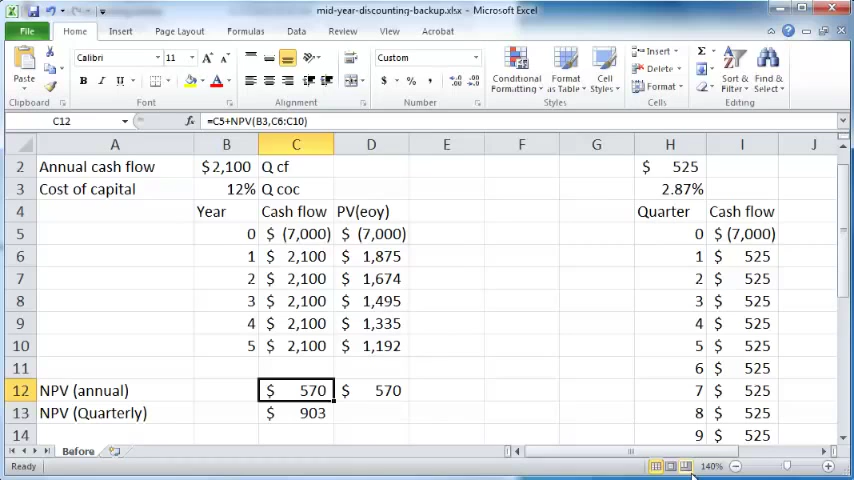 mid-year-discounting-backup.xlsx - Microsoft Excel
File Home Insert Page Layout Formulas Data Review View Acrobat
Paste
Calibri 11 A A
B I U A
Custom
$ % , .0 .00 .00 .0
Conditional Formatting
Format as Table
Cell Styles
Insert
Delete
Format
Σ
Sort & Filter
Find & Select
Clipboard Font Alignment Number Styles Cells Editing
C12 fx =C5+NPV(B3,C6:C10)
A B C D E F G H I J
2 Annual cash flow $2,100 Q cf $ 525
3 Cost of capital 12% Q coc 2.87%
4 Year Cash flow PV(eoy) Quarter Cash flow
5 0 $ (7,000) $ (7,000) 0 $ (7,000)
6 1 $ 2,100 $ 1,875 1 $ 525
7 2 $ 2,100 $ 1,674 2 $ 525
8 3 $ 2,100 $ 1,495 3 $ 525
9 4 $ 2,100 $ 1,335 4 $ 525
10 5 $ 2,100 $ 1,192 5 $ 525
11 6 $ 525
12 NPV (annual) $ 570 $ 570 7 $ 525
13 NPV (Quarterly) $ 903 8 $ 525
14 9 $ 525
Before
Ready 140%